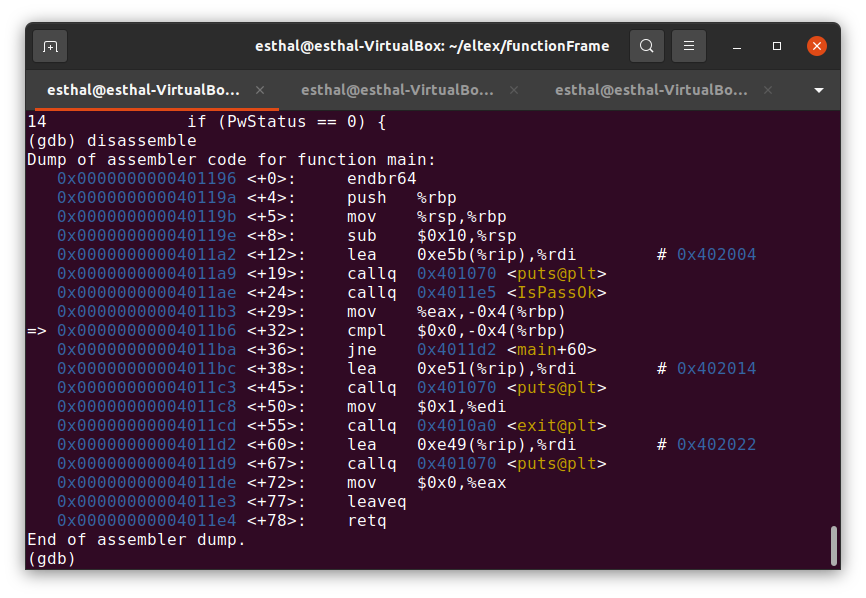 esthal@esthal-VirtualBox: ~/eltex/functionFrame
esthal@esthal-VirtualBo... × esthal@esthal-VirtualBo... × esthal@esthal-VirtualBo... ×
14              if (PwStatus == 0) {
(gdb) disassemble
Dump of assembler code for function main:
   0x0000000000401196 <+0>:     endbr64
   0x000000000040119a <+4>:     push   %rbp
   0x000000000040119b <+5>:     mov    %rsp,%rbp
   0x000000000040119e <+8>:     sub    $0x10,%rsp
   0x00000000004011a2 <+12>:    lea    0xe5b(%rip),%rdi        # 0x402004
   0x00000000004011a9 <+19>:    callq  0x401070 <puts@plt>
   0x00000000004011ae <+24>:    callq  0x4011e5 <IsPassOk>
   0x00000000004011b3 <+29>:    mov    %eax,-0x4(%rbp)
=> 0x00000000004011b6 <+32>:    cmpl   $0x0,-0x4(%rbp)
   0x00000000004011ba <+36>:    jne    0x4011d2 <main+60>
   0x00000000004011bc <+38>:    lea    0xe51(%rip),%rdi        # 0x402014
   0x00000000004011c3 <+45>:    callq  0x401070 <puts@plt>
   0x00000000004011c8 <+50>:    mov    $0x1,%edi
   0x00000000004011cd <+55>:    callq  0x4010a0 <exit@plt>
   0x00000000004011d2 <+60>:    lea    0xe49(%rip),%rdi        # 0x402022
   0x00000000004011d9 <+67>:    callq  0x401070 <puts@plt>
   0x00000000004011de <+72>:    mov    $0x0,%eax
   0x00000000004011e3 <+77>:    leaveq
   0x00000000004011e4 <+78>:    retq
End of assembler dump.
(gdb)